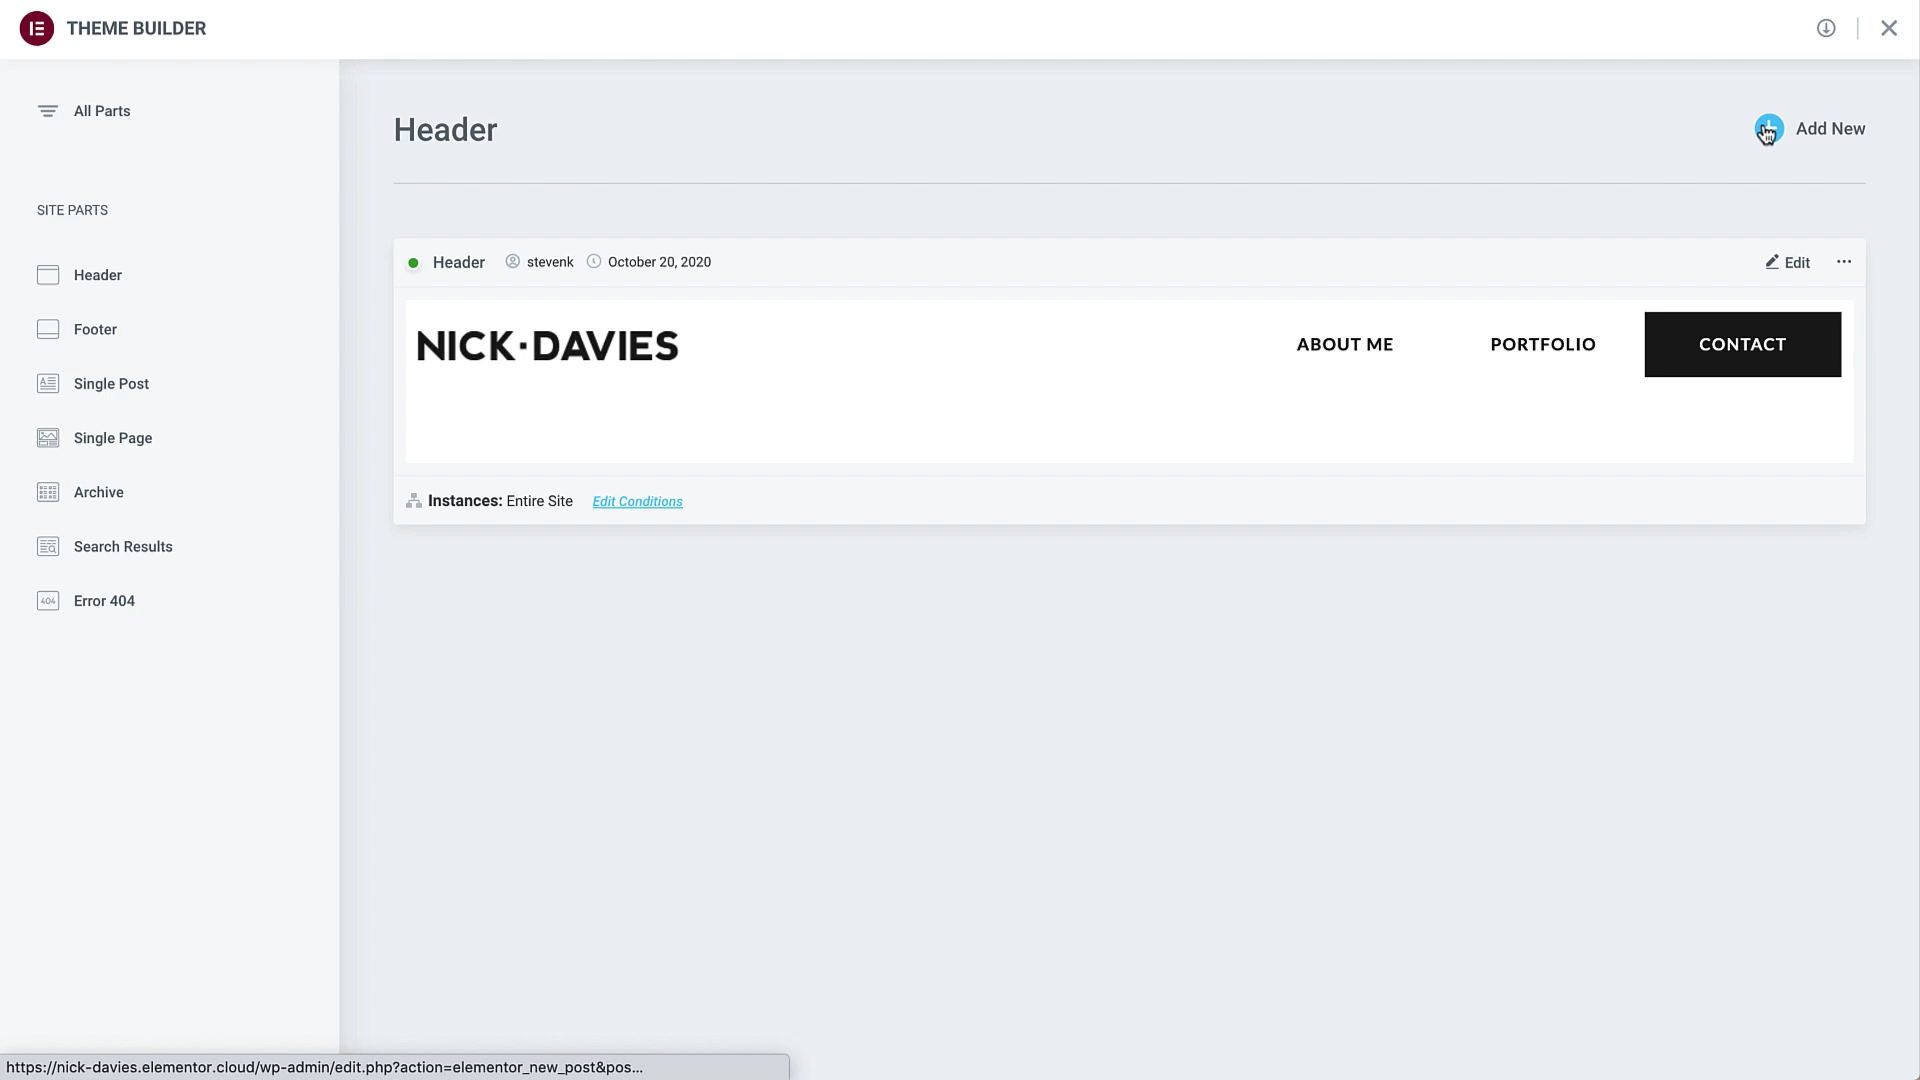 THEME BUILDER
All Parts
Header
Add New
SITE PARTS
Header
Footer
Single Post
Single Page
Archive
Search Results
404 Error 404
Header stevenk October 20, 2020 Edit
NICK·DAVIES
ABOUT ME PORTFOLIO CONTACT
Instances: Entire Site Edit Conditions
https://nick-davies.elementor.cloud/wp-admin/edit.php?action=elementor_new_post&pos...